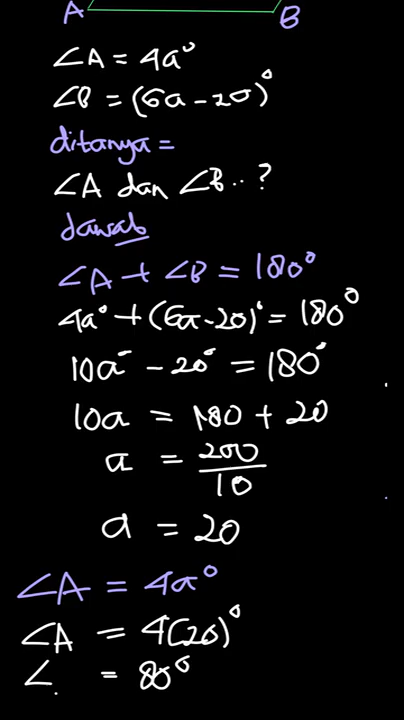 A B
∠A = 4a°
∠B = (6a - 20)°
ditanya =
∠A dan ∠B..?
Jawab
∠A + ∠B = 180°
4a° + (6a - 20)° = 180°
10a° - 20° = 180°
10a = 180 + 20
a = 200/10
a = 20
∠A = 4a°
∠A = 4(20)°
∠. = 80°